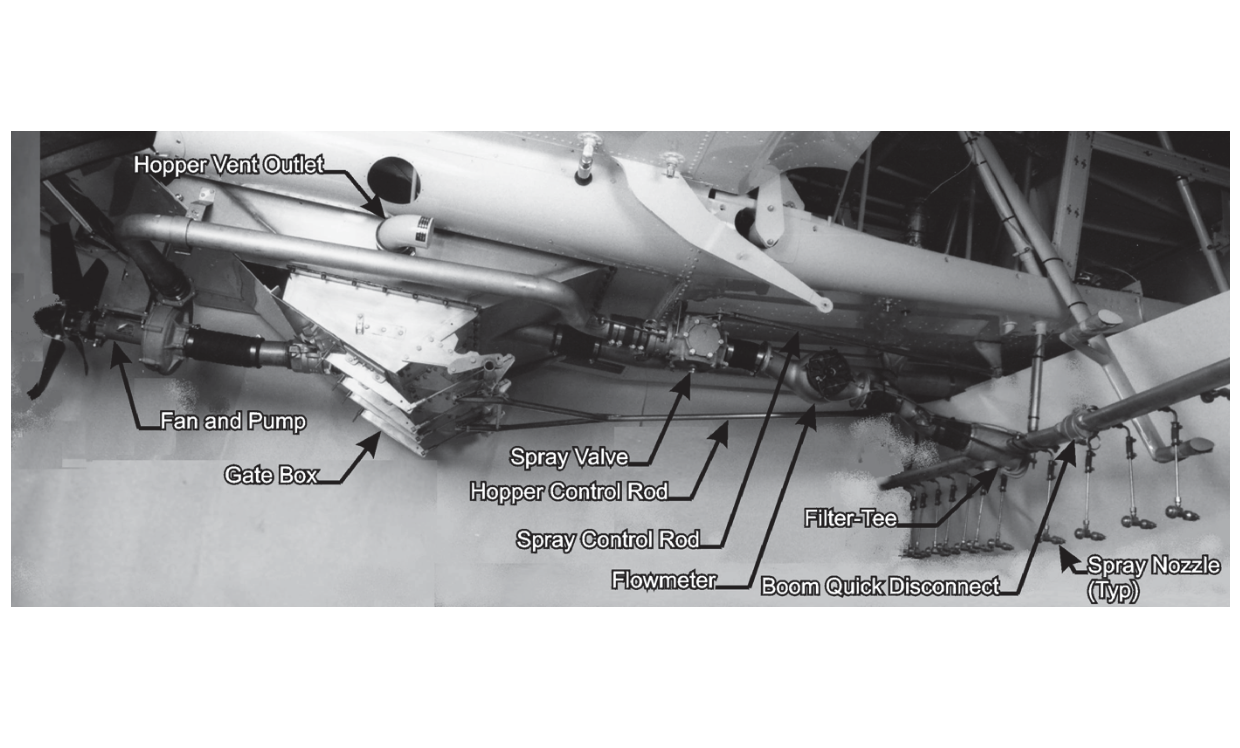 Hopper Vent Outlet
Fan and Pump
Gate Box
Spray Valve
Hopper Control Rod
Spray Control Rod
Flowmeter
Filter-Tee
Boom Quick Disconnect
Spray Nozzle
(Typ)